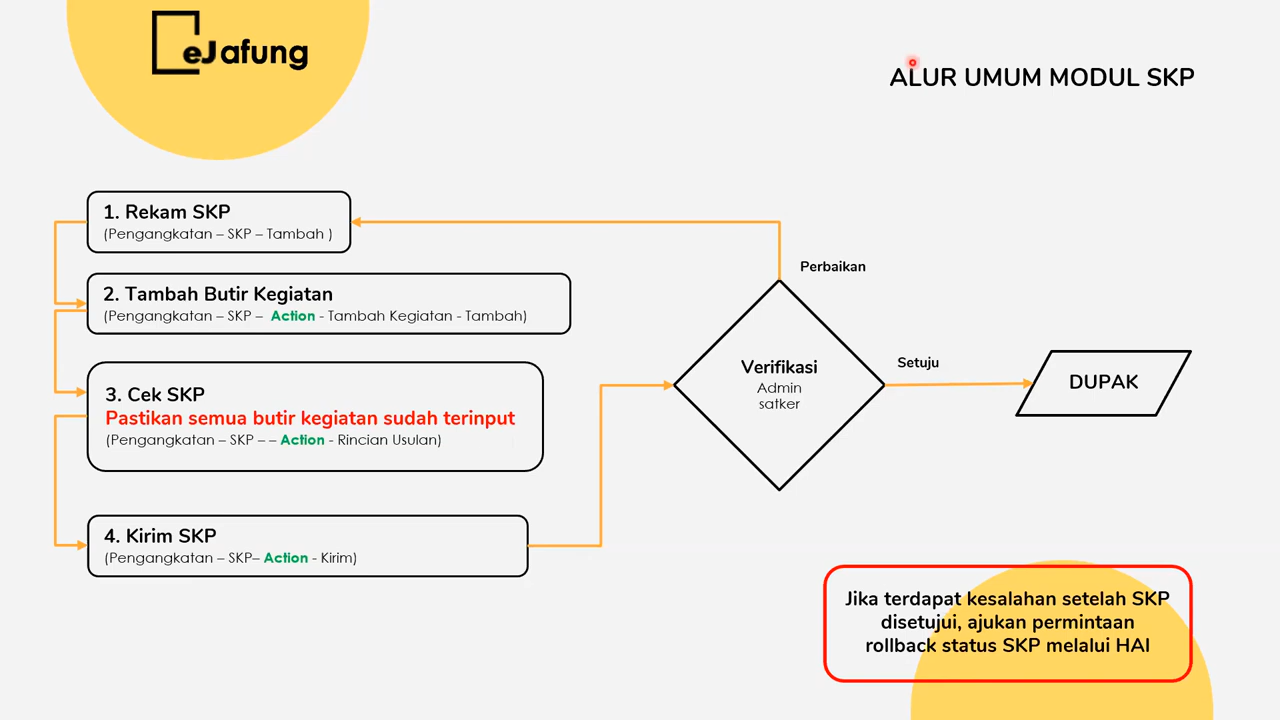 eJafung
ALUR UMUM MODUL SKP
1. Rekam SKP
(Pengangkatan – SKP – Tambah )
2. Tambah Butir Kegiatan
(Pengangkatan – SKP – Action - Tambah Kegiatan - Tambah)
3. Cek SKP
Pastikan semua butir kegiatan sudah terinput
(Pengangkatan – SKP – – Action - Rincian Usulan)
4. Kirim SKP
(Pengangkatan – SKP– Action - Kirim)
Perbaikan
Verifikasi
Admin
satker
Setuju
DUPAK
Jika terdapat kesalahan setelah SKP
disetujui, ajukan permintaan
rollback status SKP melalui HAI